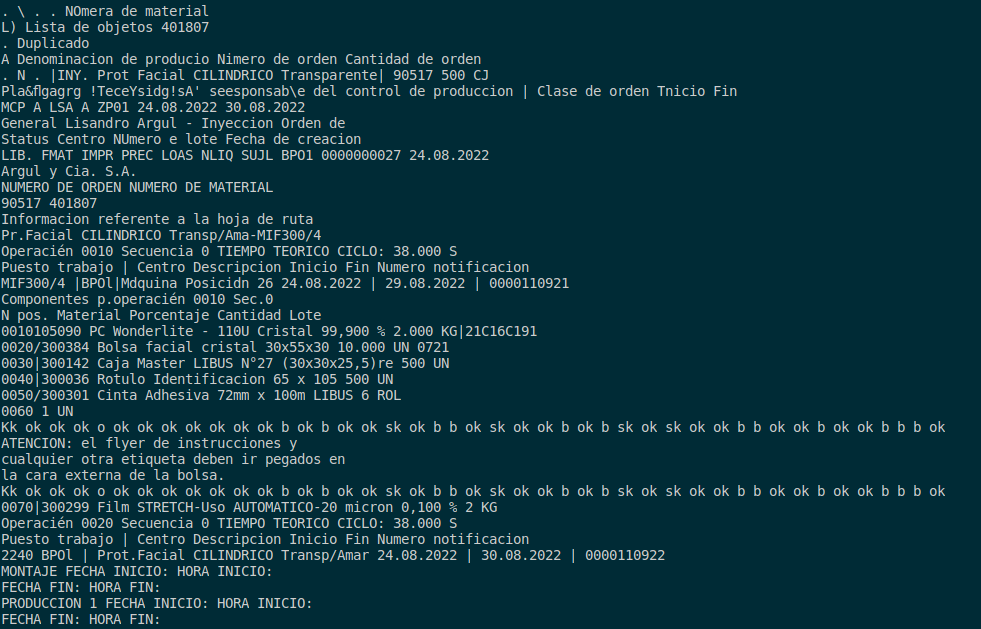 . \ . . NOmera de material
L) Lista de objetos 401807
. Duplicado
A Denominacion de producio Nimero de orden Cantidad de orden
. N . |INY. Prot Facial CILINDRICO Transparente| 90517 500 CJ
Pla&flgagrg !TeceYsidg!sA' seesponsab\e del control de produccion | Clase de orden Tnicio Fin
MCP A LSA A ZP01 24.08.2022 30.08.2022
General Lisandro Argul - Inyeccion Orden de
Status Centro NUmero e lote Fecha de creacion
LIB. FMAT IMPR PREC LOAS NLIQ SUJL BPO1 0000000027 24.08.2022
Argul y Cia. S.A.
NUMERO DE ORDEN NUMERO DE MATERIAL
90517 401807
Informacion referente a la hoja de ruta
Pr.Facial CILINDRICO Transp/Ama-MIF300/4
Operacién 0010 Secuencia 0 TIEMPO TEORICO CICLO: 38.000 S
Puesto trabajo | Centro Descripcion Inicio Fin Numero notificacion
MIF300/4 |BPOl|Mdquina Posicidn 26 24.08.2022 | 29.08.2022 | 0000110921
Componentes p.operación 0010 Sec.0
N pos. Material Porcentaje Cantidad Lote
0010105090 PC Wonderlite - 110U Cristal 99,900 % 2.000 KG|21C16C191
0020/300384 Bolsa facial cristal 30x55x30 10.000 UN 0721
0030|300142 Caja Master LIBUS N°27 (30x30x25,5)re 500 UN
0040|300036 Rotulo Identificacion 65 x 105 500 UN
0050/300301 Cinta Adhesiva 72mm x 100m LIBUS 6 ROL
0060 1 UN
Kk ok ok ok o ok ok ok ok ok ok ok b ok b ok ok sk ok b b ok sk ok ok b ok b sk ok sk ok ok b b ok ok b ok ok b b b ok
ATENCION: el flyer de instrucciones y
cualquier otra etiqueta deben ir pegados en
la cara externa de la bolsa.
Kk ok ok ok o ok ok ok ok ok ok ok b ok b ok ok sk ok b b ok sk ok ok b ok b sk ok sk ok ok b b ok ok b ok ok b b b ok
0070|300299 Film STRETCH-Uso AUTOMATICO-20 micron 0,100 % 2 KG
Operación 0020 Secuencia 0 TIEMPO TEORICO CICLO: 38.000 S
Puesto trabajo | Centro Descripcion Inicio Fin Numero notificacion
2240 BPOl | Prot.Facial CILINDRICO Transp/Amar 24.08.2022 | 30.08.2022 | 0000110922
MONTAJE FECHA INICIO: HORA INICIO:
FECHA FIN: HORA FIN:
PRODUCCION 1 FECHA INICIO: HORA INICIO:
FECHA FIN: HORA FIN: